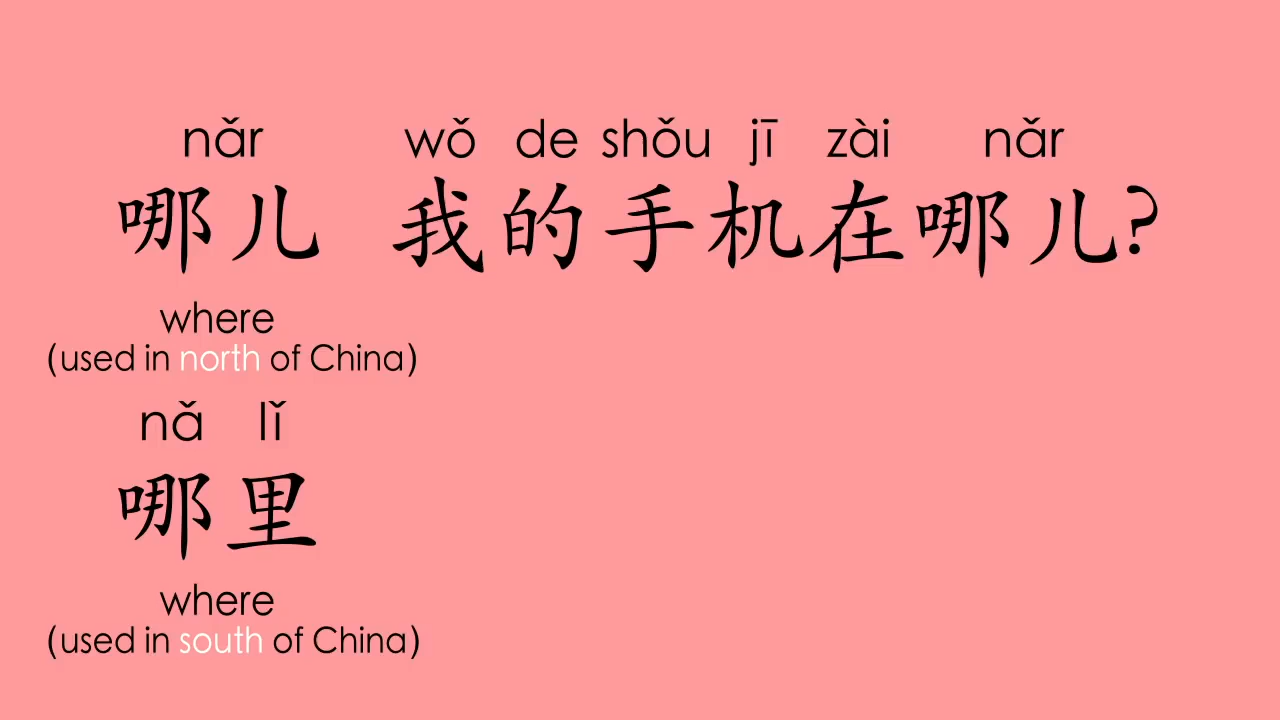 nǎr wǒ de shǒu jī zài nǎr
哪儿 我的手机在哪儿?
where
(used in north of China)
nǎ lǐ
哪里
where
(used in south of China)